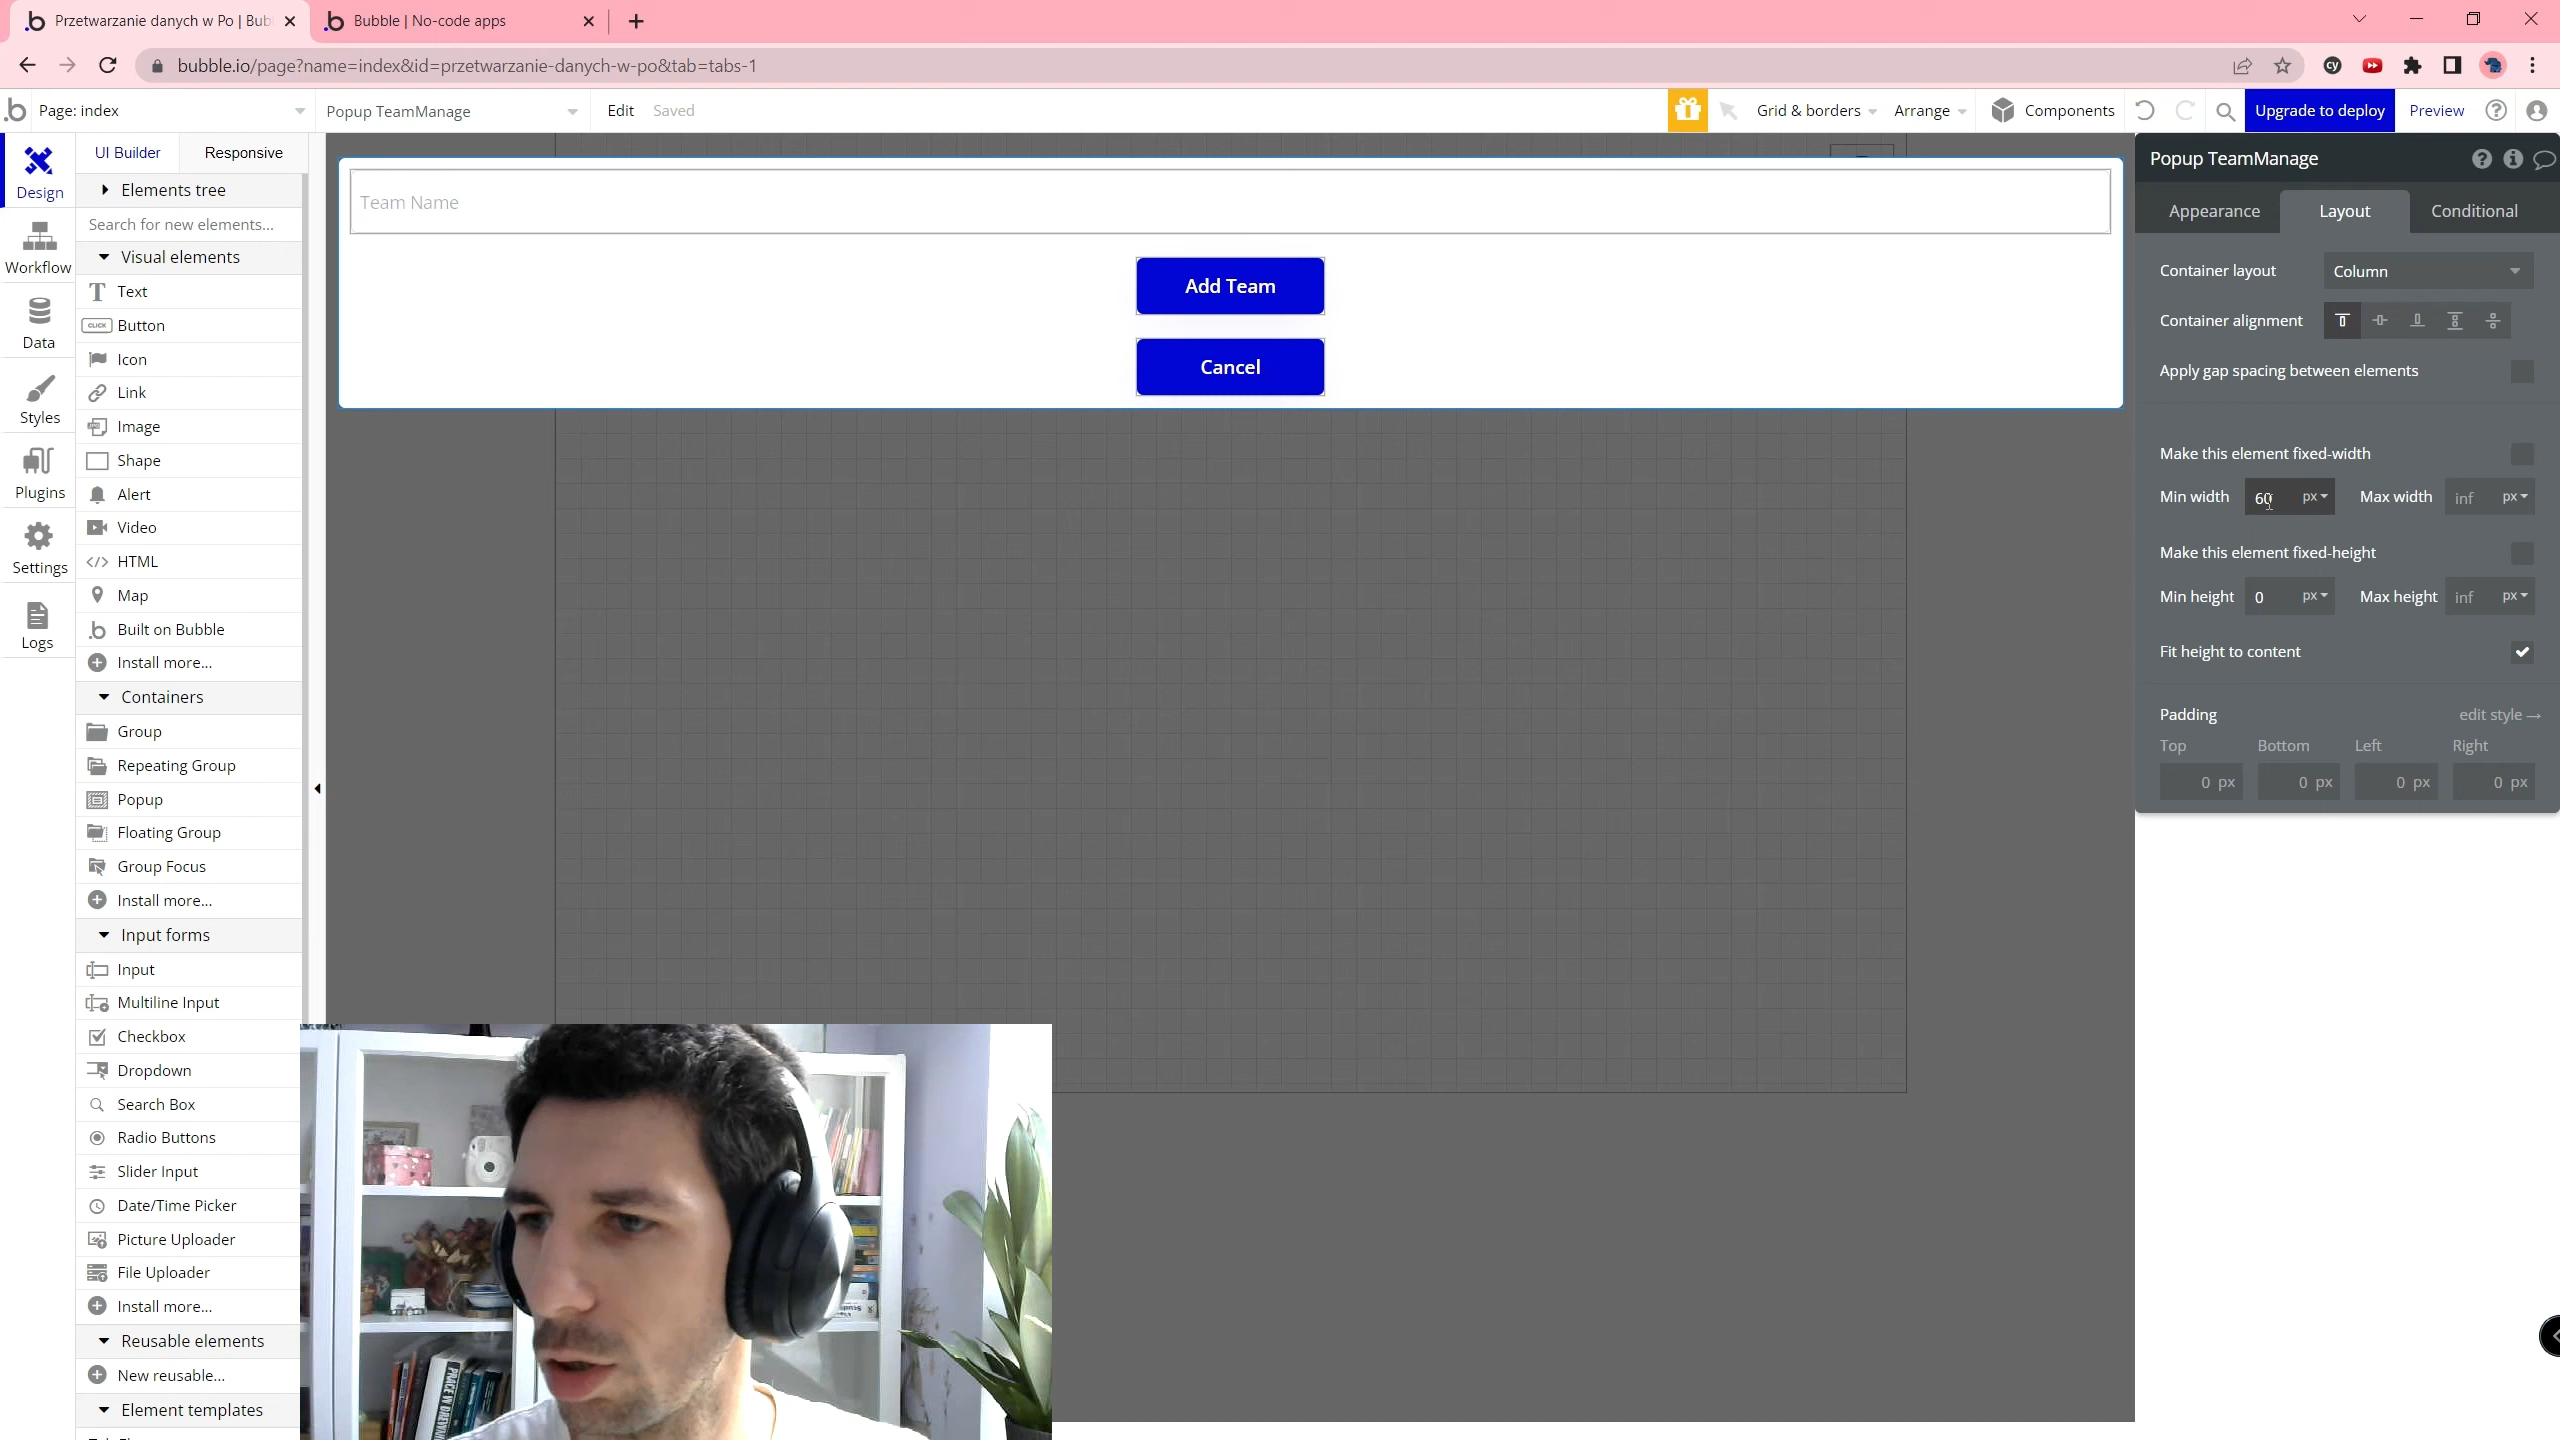 Przetwarzanie danych w Po | Bub
Bubble | No-code apps
bubble.io/page?name=index&id=przetwarzanie-danych-w-po&tab=tabs-1
Page: index
Popup TeamManage
Edit
Saved
Grid & borders
Arrange
Components
Upgrade to deploy
Preview
UI Builder
Responsive
Design
Workflow
Data
Styles
Plugins
Settings
Logs
Elements tree
Search for new elements...
Visual elements
Text
CLICK
Button
Icon
Link
Image
Shape
Alert
Video
HTML
Map
Built on Bubble
Install more...
Containers
Group
Repeating Group
Popup
Floating Group
Group Focus
Install more...
Input forms
Input
Multiline Input
Checkbox
Dropdown
Search Box
Radio Buttons
Slider Input
Date/Time Picker
Picture Uploader
File Uploader
Install more...
Reusable elements
New reusable...
Element templates
Team Name
Add Team
Cancel
Popup TeamManage
Appearance
Layout
Conditional
Container layout
Column
Container alignment
Apply gap spacing between elements
Make this element fixed-width
Min width 60 px
Max width inf px
Make this element fixed-height
Min height 0 px
Max height inf px
Fit height to content
Padding
edit style →
Top Bottom Left Right
0 px 0 px 0 px 0 px